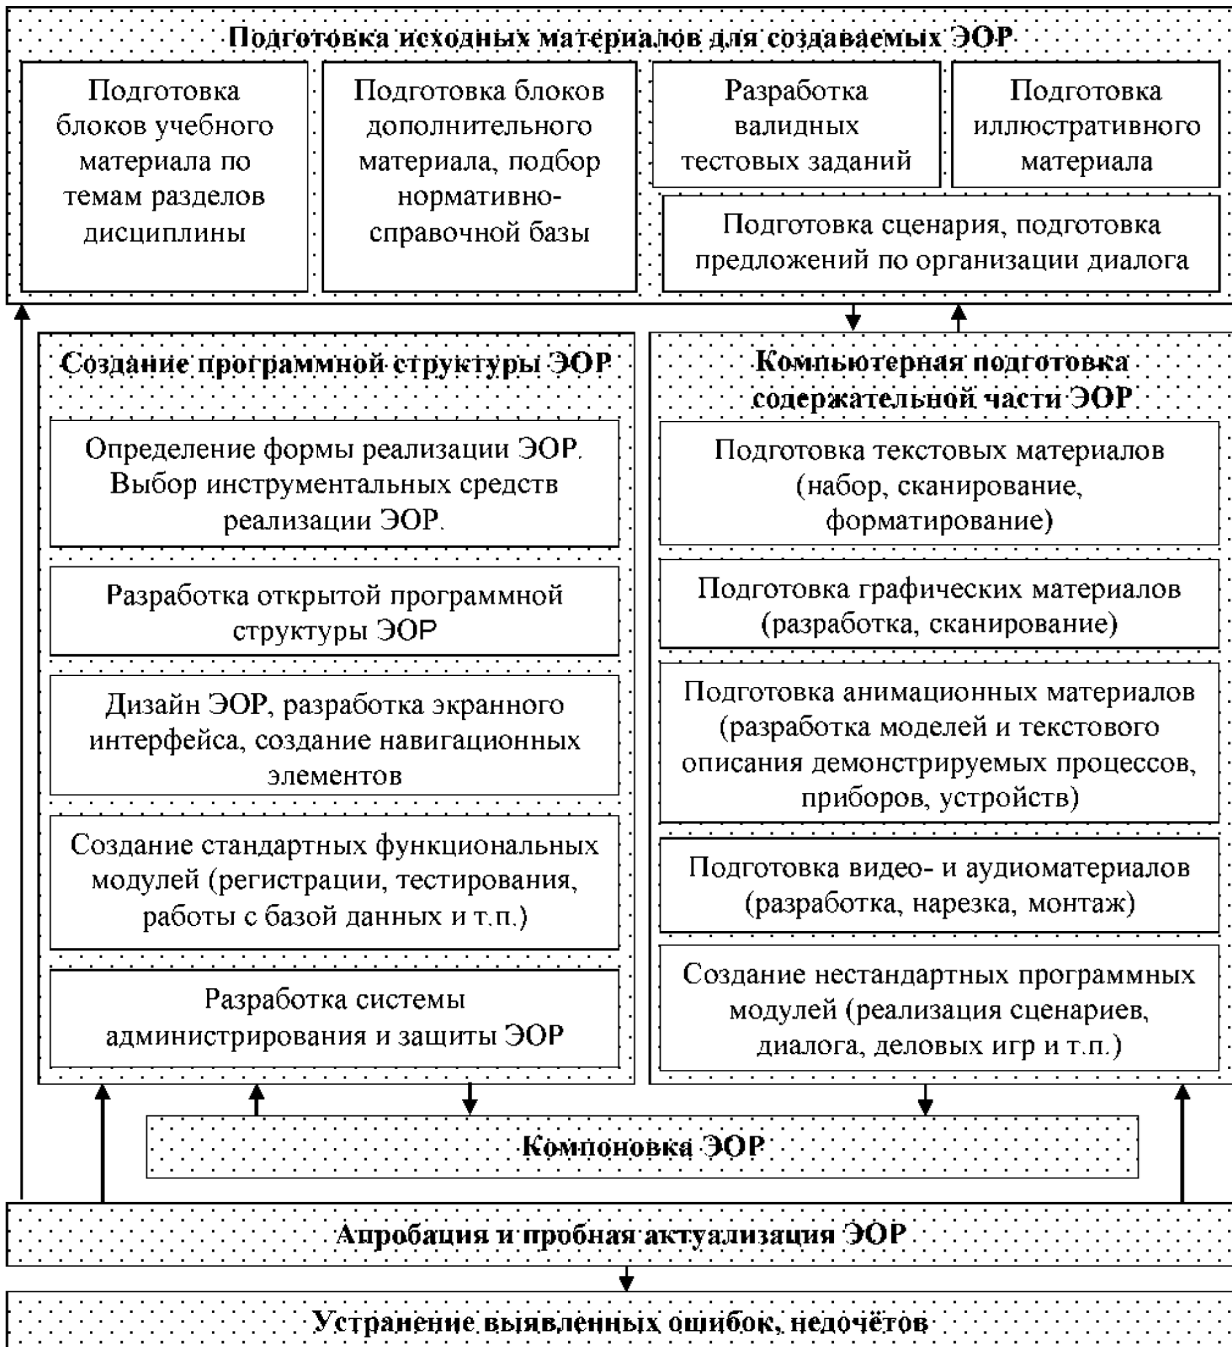 Подготовка исходных материалов для создаваемых ЭОР
Подготовка
блоков учебного
материала по
темам разделов
дисциплины
Подготовка блоков
дополнительного
материала, подбор
нормативно-
справочной базы
Разработка
валидных
тестовых заданий
Подготовка
иллюстративного
материала
Подготовка сценария, подготовка
предложений по организации диалога
Создание программной структуры ЭОР
Определение формы реализации ЭОР.
Выбор инструментальных средств
реализации ЭОР.
Разработка открытой программной
структуры ЭОР
Дизайн ЭОР, разработка экранного
интерфейса, создание навигационных
элементов
Создание стандартных функциональных
модулей (регистрации, тестирования,
работы с базой данных и т.п.)
Разработка системы
администрирования и защиты ЭОР
Компьютерная подготовка
содержательной части ЭОР
Подготовка текстовых материалов
(набор, сканирование,
форматирование)
Подготовка графических материалов
(разработка, сканирование)
Подготовка анимационных материалов
(разработка моделей и текстового
описания демонстрируемых процессов,
приборов, устройств)
Подготовка видео- и аудиоматериалов
(разработка, нарезка, монтаж)
Создание нестандартных программных
модулей (реализация сценариев,
диалога, деловых игр и т.п.)
Компоновка ЭОР
Апробация и пробная актуализация ЭОР
Устранение выявленных ошибок, недочётов